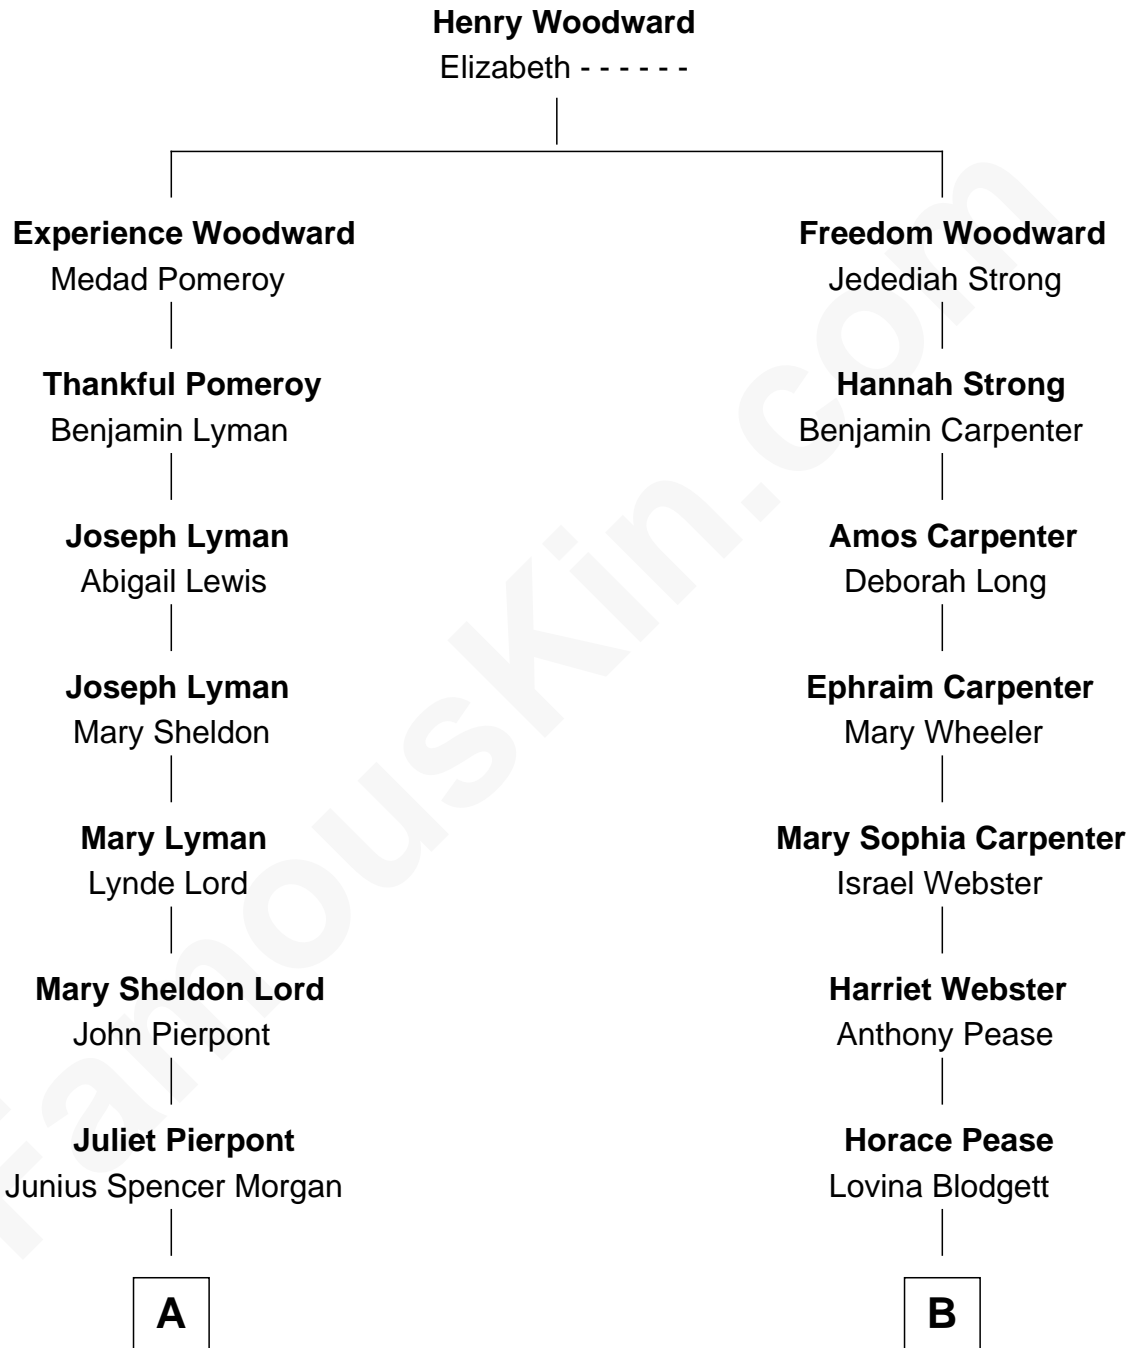 Henry Woodward
Elizabeth - - - - - -
Experience Woodward
Medad Pomeroy
Freedom Woodward
Jedediah Strong
Thankful Pomeroy
Benjamin Lyman
Hannah Strong
Benjamin Carpenter
Joseph Lyman
Abigail Lewis
Amos Carpenter
Deborah Long
Joseph Lyman
Mary Sheldon
Ephraim Carpenter
Mary Wheeler
Mary Lyman
Lynde Lord
Mary Sophia Carpenter
Israel Webster
Mary Sheldon Lord
John Pierpont
Harriet Webster
Anthony Pease
Juliet Pierpont
Junius Spencer Morgan
Horace Pease
Lovina Blodgett
A
B
FamousKin.com